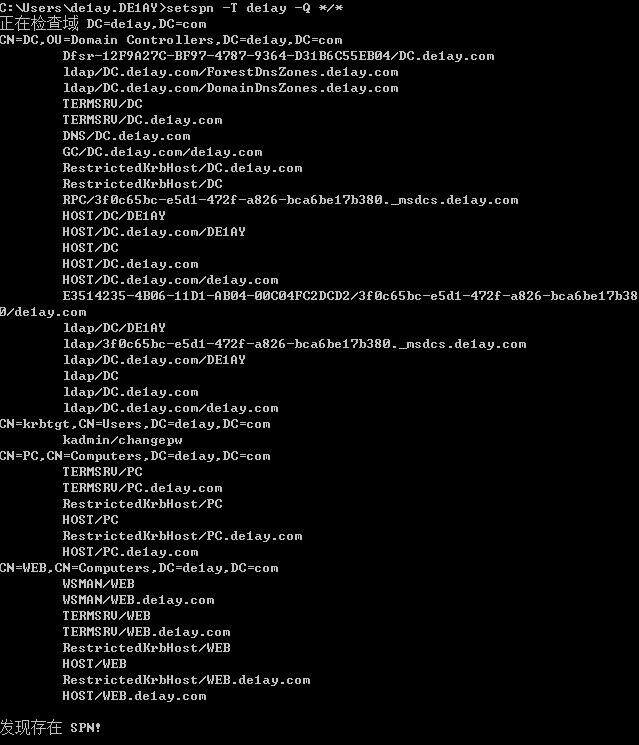 C:\Users\de1ay.DE1AY>setspn -T de1ay -Q */*
正在检查域 DC=de1ay,DC=com
CN=DC,OU=Domain Controllers,DC=de1ay,DC=com
Dfsr-12F9A27C-BF97-4787-9364-D31B6C55EB04/DC.de1ay.com
ldap/DC.de1ay.com/ForestDnsZones.de1ay.com
ldap/DC.de1ay.com/DomainDnsZones.de1ay.com
TERMSRV/DC
TERMSRV/DC.de1ay.com
DNS/DC.de1ay.com
GC/DC.de1ay.com/de1ay.com
RestrictedKrbHost/DC.de1ay.com
RestrictedKrbHost/DC
RPC/3f0c65bc-e5d1-472f-a826-bca6be17b380._msdcs.de1ay.com
HOST/DC/DE1AY
HOST/DC.de1ay.com/DE1AY
HOST/DC
HOST/DC.de1ay.com
HOST/DC.de1ay.com/de1ay.com
E3514235-4B06-11D1-AB04-00C04FC2DCD2/3f0c65bc-e5d1-472f-a826-bca6be17b38
0/de1ay.com
ldap/DC/DE1AY
ldap/3f0c65bc-e5d1-472f-a826-bca6be17b380._msdcs.de1ay.com
ldap/DC.de1ay.com/DE1AY
ldap/DC
ldap/DC.de1ay.com
ldap/DC.de1ay.com/de1ay.com
CN=krbtgt,CN=Users,DC=de1ay,DC=com
kadmin/changepw
CN=PC,CN=Computers,DC=de1ay,DC=com
TERMSRV/PC
TERMSRV/PC.de1ay.com
RestrictedKrbHost/PC
HOST/PC
RestrictedKrbHost/PC.de1ay.com
HOST/PC.de1ay.com
CN=WEB,CN=Computers,DC=de1ay,DC=com
WSMAN/WEB
WSMAN/WEB.de1ay.com
TERMSRV/WEB
TERMSRV/WEB.de1ay.com
RestrictedKrbHost/WEB
HOST/WEB
RestrictedKrbHost/WEB.de1ay.com
HOST/WEB.de1ay.com
发现存在 SPN!